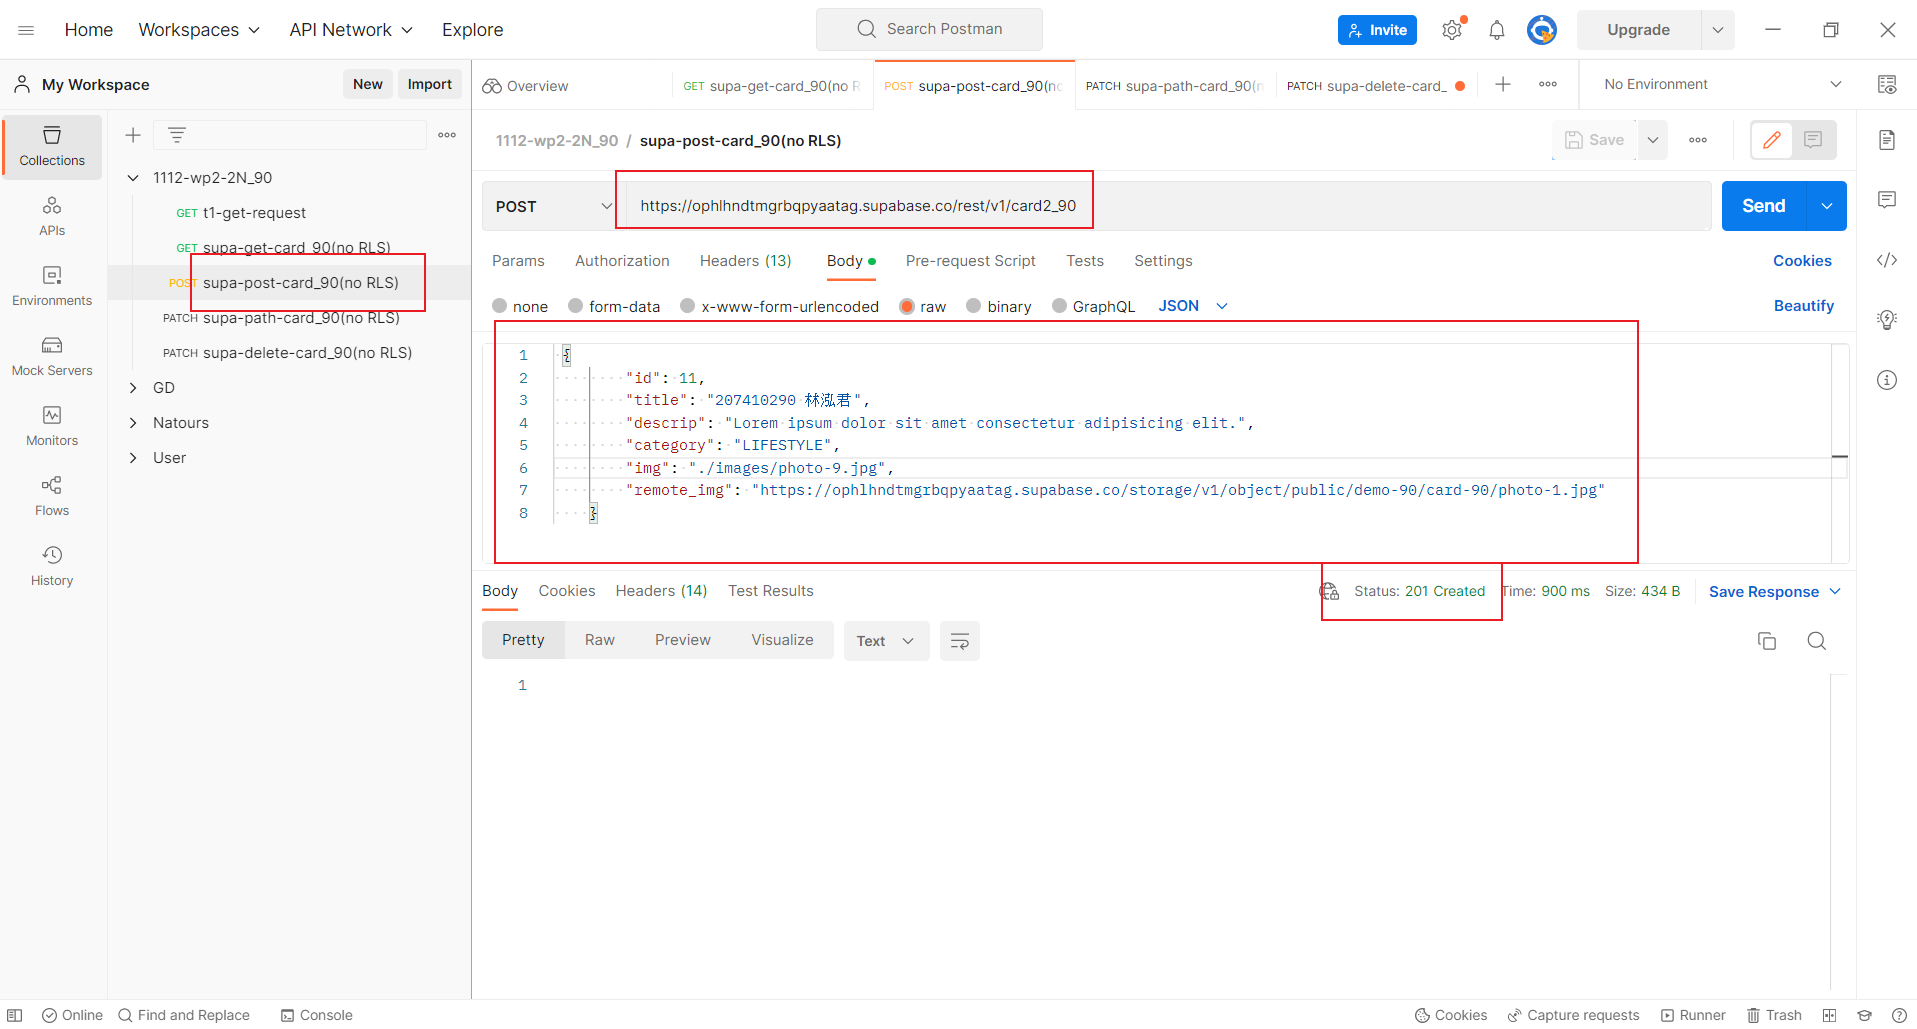 Home Workspaces API Network Explore Search Postman Invite Upgrade
My Workspace New Import
Overview GET supa-get-card_90(no R POST supa-post-card_90(no PATCH supa-path-card_90(n PATCH supa-delete-card_ No Environment
Collections
APIs
Environments
Mock Servers
Monitors
Flows
History
1112-wp2-2N_90
GET t1-get-request
GET supa-get-card_90(no RLS)
POST supa-post-card_90(no RLS)
PATCH supa-path-card_90(no RLS)
PATCH supa-delete-card_90(no RLS)
GD
Natours
User
1112-wp2-2N_90 / supa-post-card_90(no RLS) Save
POST https://ophlhndtmgrbqpyaatag.supabase.co/rest/v1/card2_90 Send
Params Authorization Headers (13) Body Pre-request Script Tests Settings Cookies
none form-data x-www-form-urlencoded raw binary GraphQL JSON Beautify
1 {
2 "id": 11,
3 "title": "207410290 林泓君",
4 "descrip": "Lorem ipsum dolor sit amet consectetur adipisicing elit.",
5 "category": "LIFESTYLE",
6 "img": "./images/photo-9.jpg",
7 "remote_img": "https://ophlhndtmgrbqpyaatag.supabase.co/storage/v1/object/public/demo-90/card-90/photo-1.jpg"
8 }
Body Cookies Headers (14) Test Results Status: 201 Created Time: 900 ms Size: 434 B Save Response
Pretty Raw Preview Visualize Text
1
Online Find and Replace Console Cookies Capture requests Runner Trash